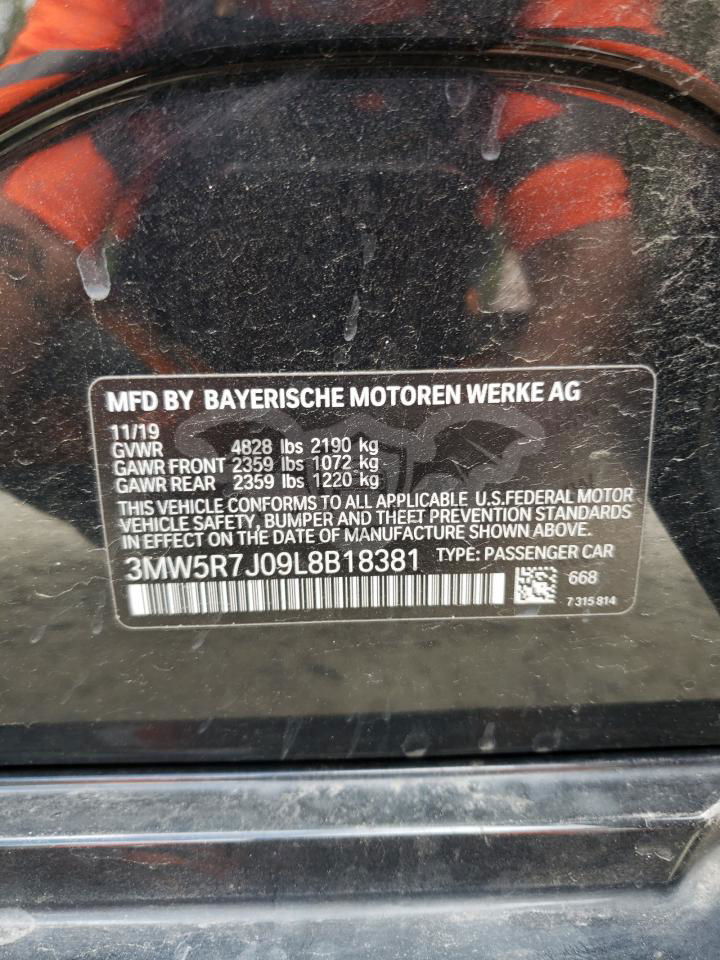 MFD BY BAYERISCHE MOTOREN WERKE AG
11/19
GVWR 4828 lbs 2190 kg
GAWR FRONT 2359 lbs 1072 kg
GAWR REAR 2359 lbs 1220 kg
THIS VEHICLE CONFORMS TO ALL APPLICABLE U.S.FEDERAL MOTOR
VEHICLE SAFETY, BUMPER AND THEFT PREVENTION STANDARDS
IN EFFECT ON THE DATE OF MANUFACTURE SHOWN ABOVE.
3MW5R7J09L8B18381 TYPE: PASSENGER CAR
668
7 315 814